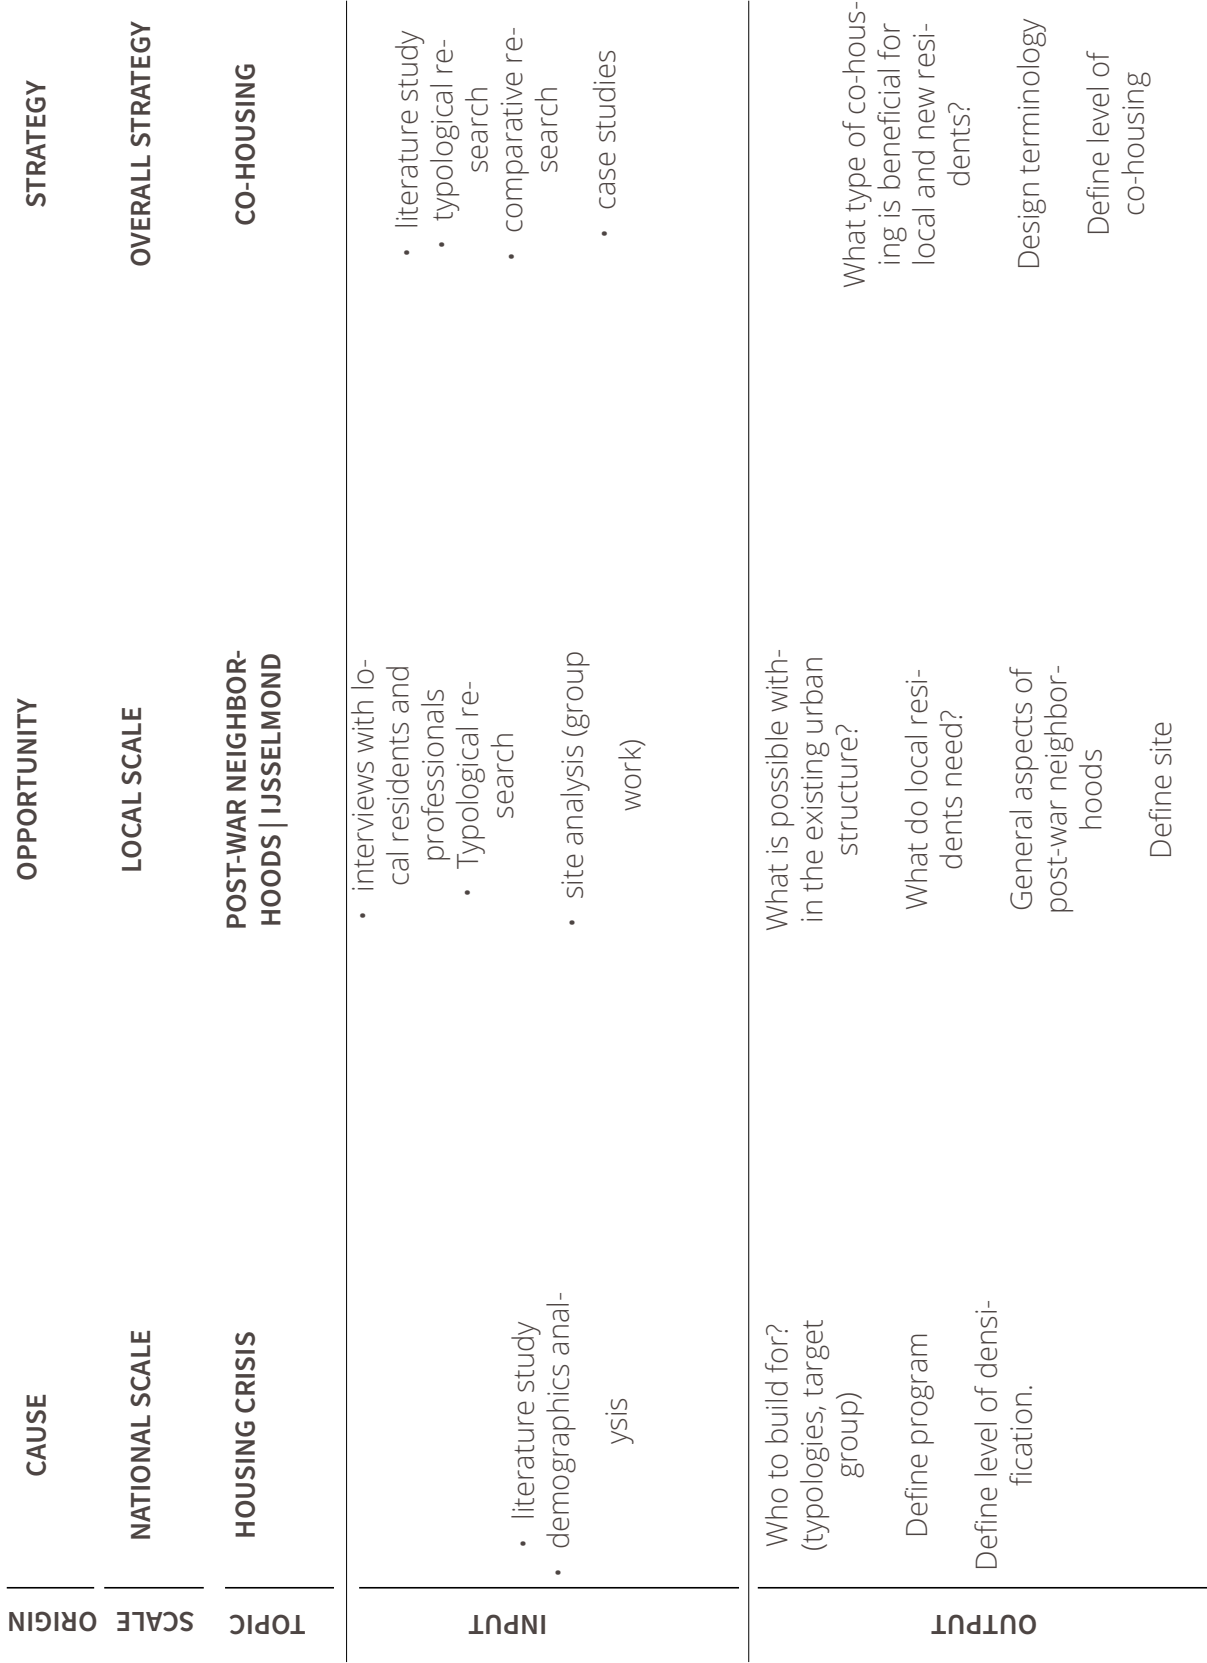 ORIGIN
CAUSE
OPPORTUNITY
STRATEGY
SCALE
NATIONAL SCALE
LOCAL SCALE
OVERALL STRATEGY
TOPIC
HOUSING CRISIS
POST-WAR NEIGHBOR-
HOODS | IJSSELMOND
CO-HOUSING
INPUT
• literature study
• demographics anal-
ysis
• interviews with lo-
cal residents and
professionals
• Typological re-
search
• site analysis (group
work)
• literature study
• typological re-
search
• comparative re-
search
• case studies
OUTPUT
Who to build for?
(typologies, target
group)
Define program
Define level of densi-
fication.
What is possible with-
in the existing urban
structure?
What do local resi-
dents need?
General aspects of
post-war neighbor-
hoods
Define site
What type of co-hous-
ing is beneficial for
local and new resi-
dents?
Design terminology
Define level of
co-housing